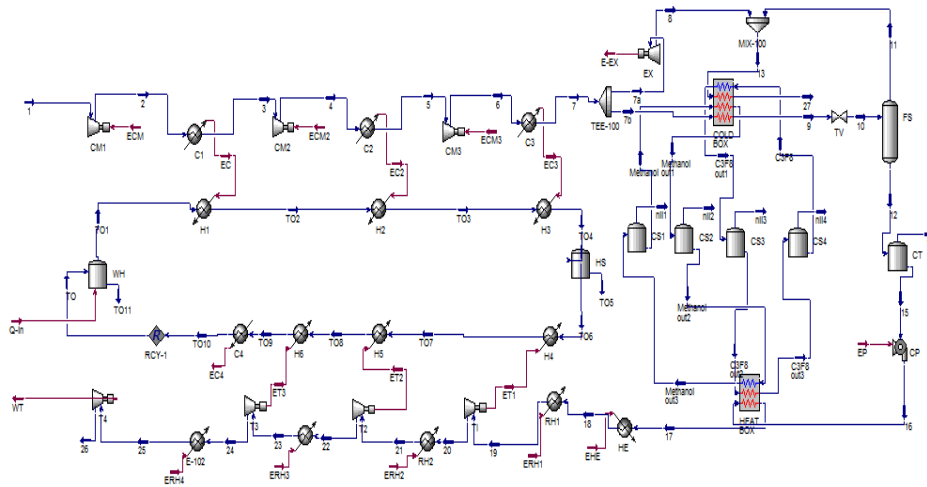 8
11
MIX-100
E-EX
EX
13
1
2
3
4
5
6
7
7a
7b
TEE-100
27
9
10
TV
FS
COLD
BOX
CM1
ECM
C1
CM2
ECM2
C2
CM3
ECM3
C3
EC
EC2
EC3
Methanol
Methanol
out1
C3F8
out1
C3F8
12
TO1
H1
TO2
H2
TO3
H3
TO4
nll1
nll2
nll3
nll4
CS1
CS2
CS3
CS4
CT
TO
WH
TO11
HS
TO5
Methanol
out2
15
Q-In
RCY-1
TO10
C4
TO9
H6
TO8
H5
TO7
H4
TO6
EP
CP
EC4
ET3
ET2
ET1
C3F8
out2
C3F8
out3
Methanol
out3
HEAT
BOX
16
WT
T4
T3
T2
RH1
18
HE
17
26
25
E-102
24
23
22
21
RH2
20
19
ERH4
ERH3
ERH2
ERH1
EHE